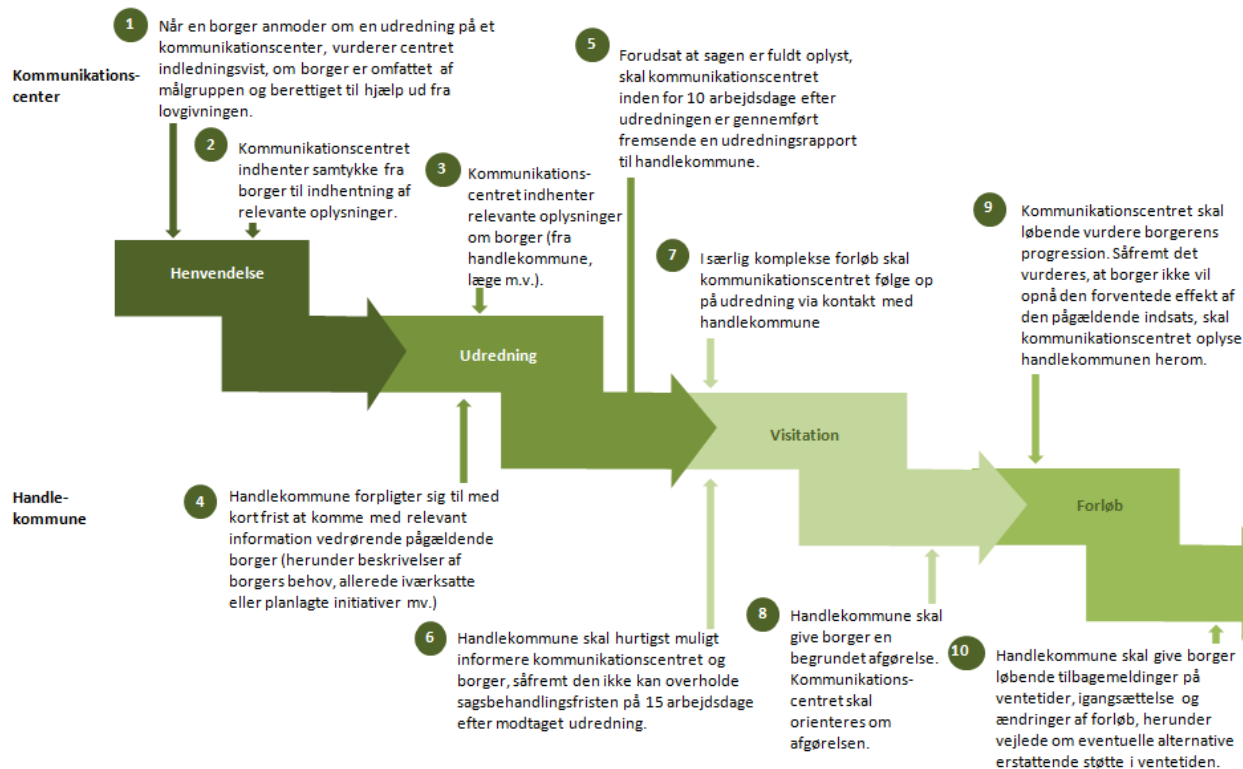 1
Når en borger anmoder om en udredning på et
kommunikationscenter, vurderer centret
indledningsvist, om borger er omfattet af
målgruppen og berettiget til hjælp ud fra
lovgivningen.
Kommunikations-
center
2
Kommunikationscentret
indhenter samtykke fra
borger til indhentning af
relevante oplysninger.
3
Kommunikations-
centret indhenter
relevante oplysninger
om borger (fra
handlekommune,
læge m.v.).
5
Forudsat at sagen er fuldt oplyst,
skal kommunikationscentret
inden for 10 arbejdsdage efter
udredningen er gennemført
fremsende en udredningsrapport
til handlekommune.
7
I særlig komplekse forløb skal
kommunikationscentret følge op
på udredning via kontakt med
handlekommune
9
Kommunikationscentret skal
løbende vurdere borgerens
progression. Såfremt det
vurderes, at borger ikke vil
opnå den forventede effekt af
den pågældende indsats, skal
kommunikationscentret oplyse
handlekommunen herom.
Henvendelse
Udredning
Visitation
Forløb
Handle-
kommune
4
Handlekommune forpligter sig til med
kort frist at komme med relevant
information vedrørende pågældende
borger (herunder beskrivelser af
borgers behov, allerede iværksatte
eller planlagte initiativer mv.)
6
Handlekommune skal hurtigst muligt
informere kommunikationscentret og
borger, såfremt den ikke kan overholde
sagsbehandlingsfristen på 15 arbejdsdage
efter modtaget udredning.
8
Handlekommune skal
give borger en
begrundet afgørelse.
Kommunikations-
centret skal
orienteres om
afgørelsen.
10
Handlekommune skal give borger
løbende tilbagemeldinger på
ventetider, igangsættelse og
ændringer af forløb, herunder
vejlede om eventuelle alternative
erstattende støtte i ventetiden.